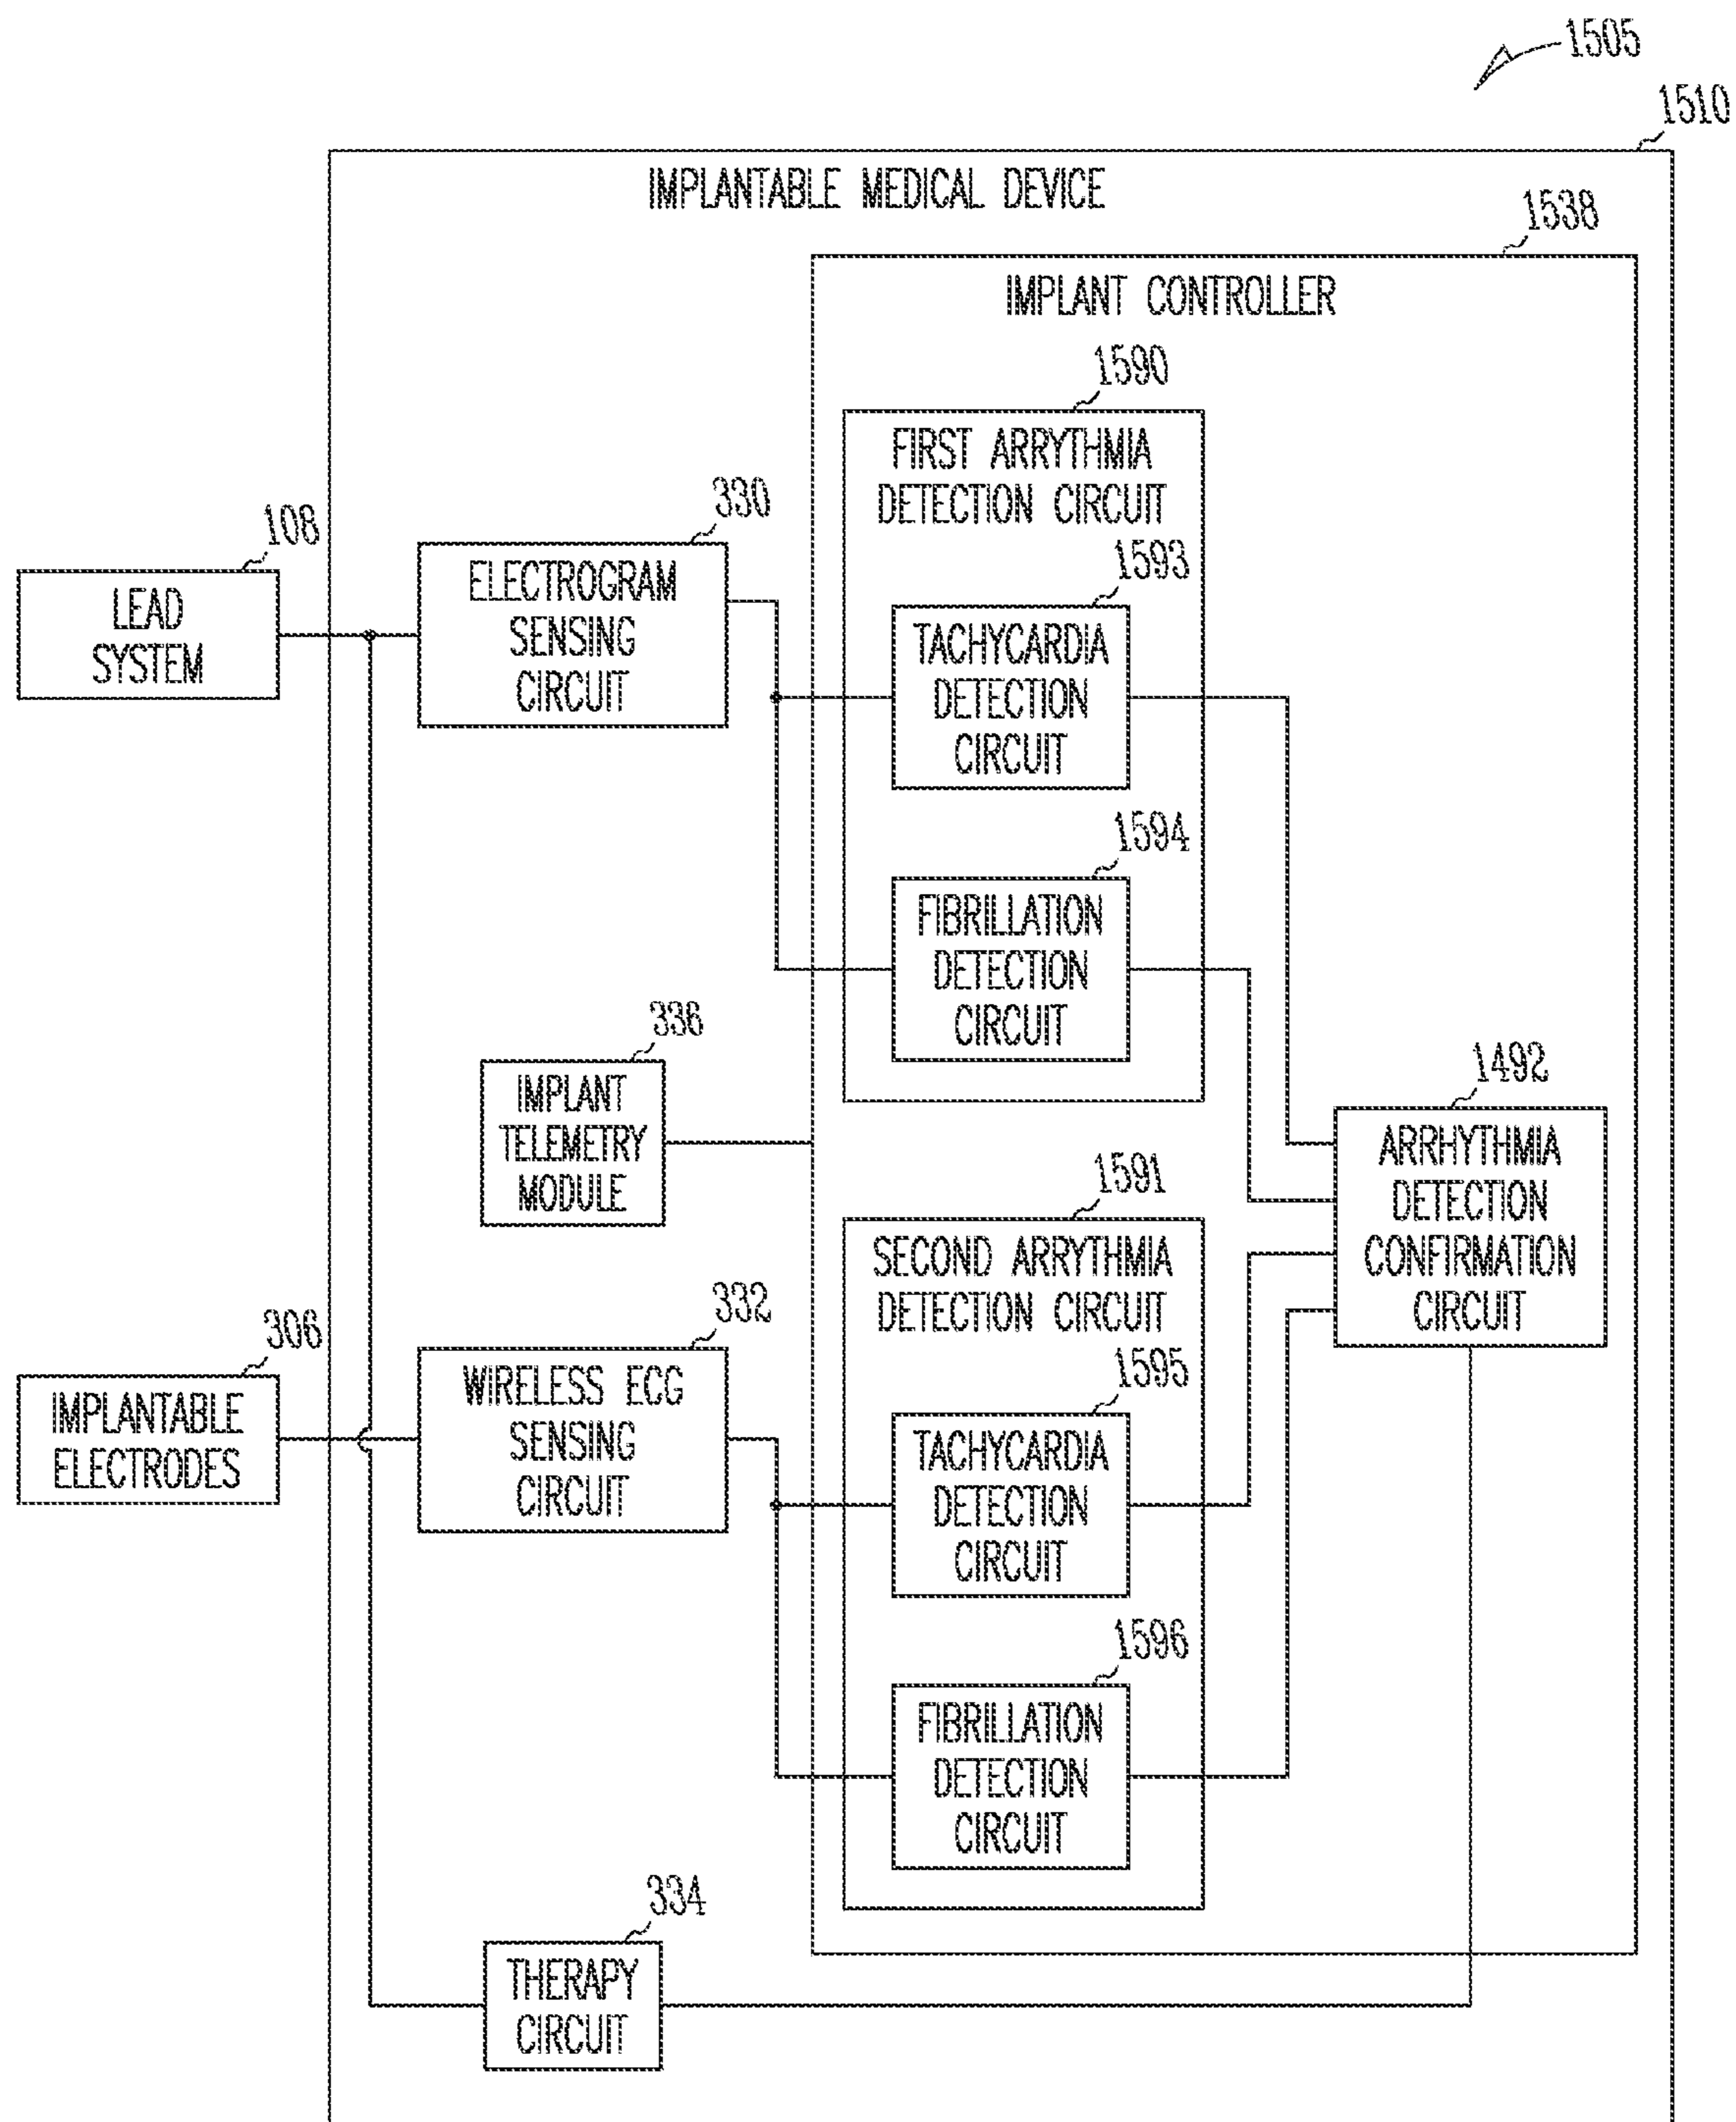 1505
1510
IMPLANTABLE MEDICAL DEVICE
1538
IMPLANT CONTROLLER
1590
FIRST ARRYTHMIA
DETECTION CIRCUIT
330
108
ELECTROGRAM
SENSING
CIRCUIT
LEAD
SYSTEM
1593
TACHYCARDIA
DETECTION
CIRCUIT
1594
FIBRILLATION
DETECTION
CIRCUIT
336
IMPLANT
TELEMETRY
MODULE
1492
ARRHYTHMIA
DETECTION
CONFIRMATION
CIRCUIT
1591
SECOND ARRYTHMIA
DETECTION CIRCUIT
332
306
WIRELESS ECG
SENSING
CIRCUIT
IMPLANTABLE
ELECTRODES
1595
TACHYCARDIA
DETECTION
CIRCUIT
1596
FIBRILLATION
DETECTION
CIRCUIT
334
THERAPY
CIRCUIT